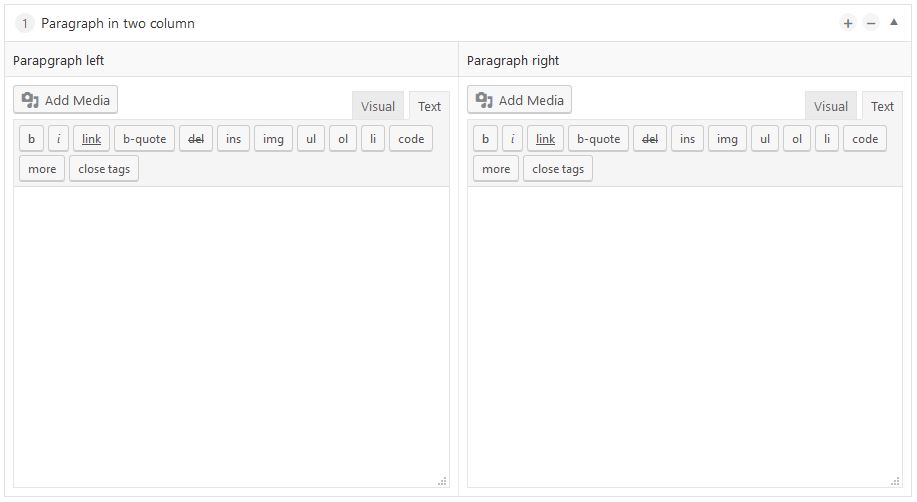 1 Paragraph in two column + −
Parapgraph left Paragraph right
Add Media Visual Text Add Media Visual Text
b i link b-quote del ins img ul ol li code b i link b-quote del ins img ul ol li code
more close tags more close tags